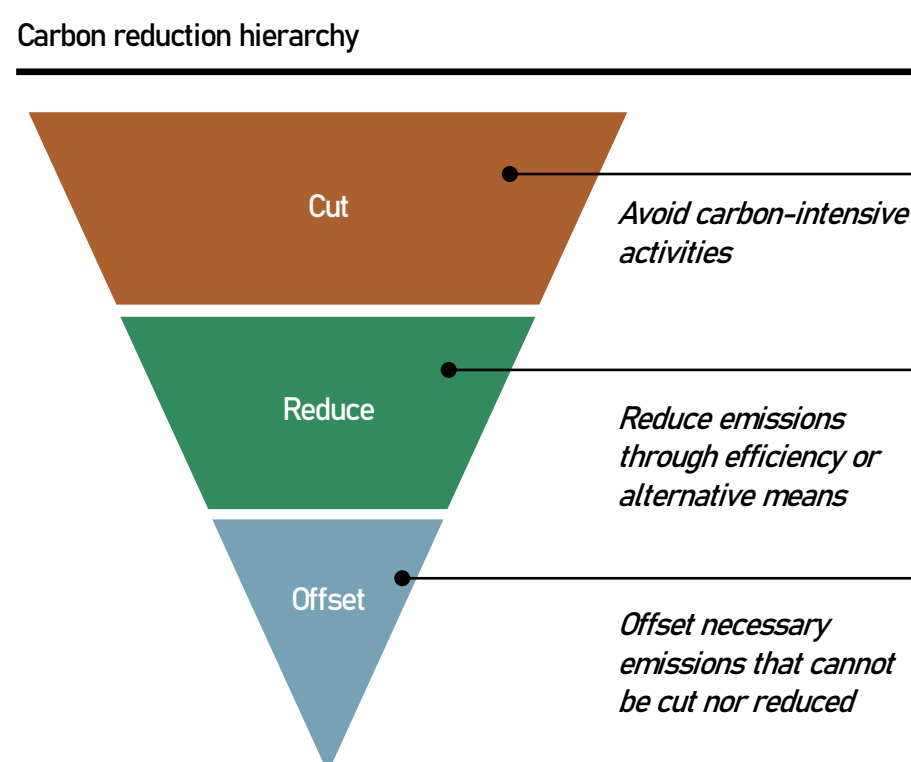 Carbon reduction hierarchy
Cut
Avoid carbon-intensive
activities
Reduce
Reduce emissions
through efficiency or
alternative means
Offset
Offset necessary
emissions that cannot
be cut nor reduced